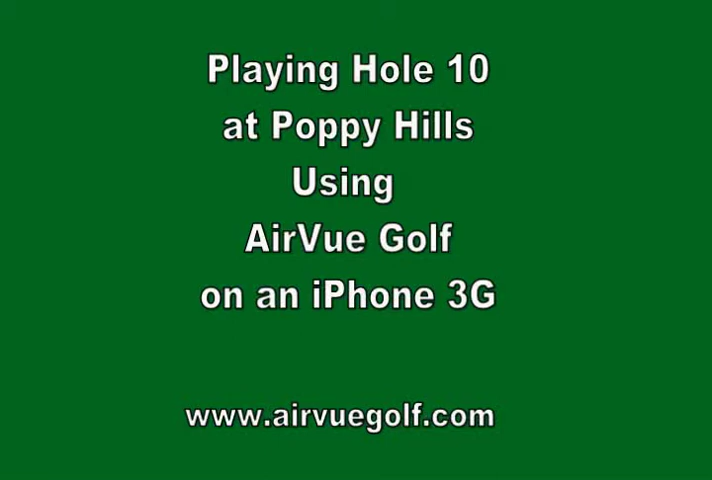 Playing Hole 10
at Poppy Hills
Using
AirVue Golf
on an iPhone 3G
www.airvuegolf.com